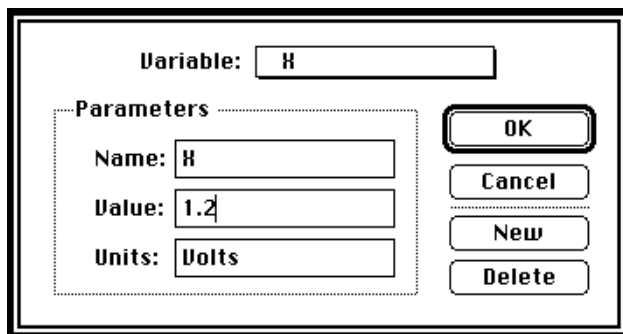 Variable: X
Parameters
Name: X
Value: 1.2
Units: Volts
OK
Cancel
New
Delete